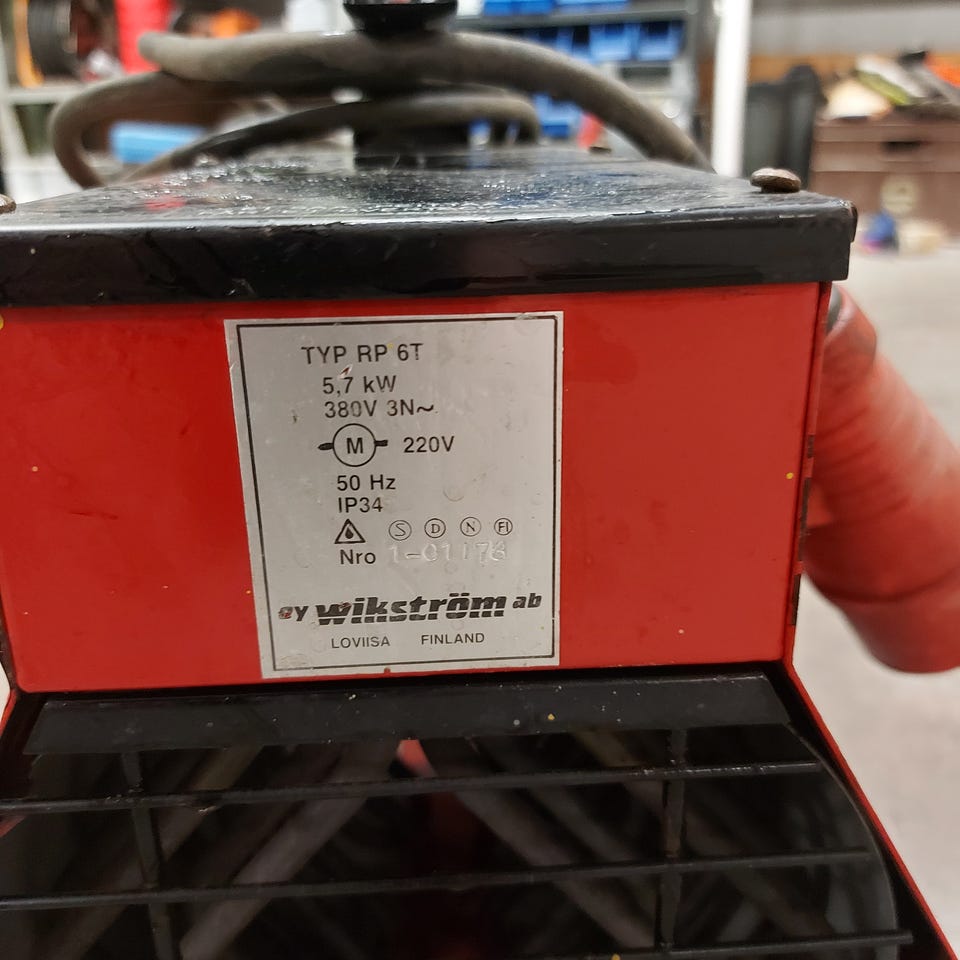 TYP RP 6T
5,7 kW
380V 3N~
M 220V
50 Hz
IP34
S D N FI
Nro 1-01176
oy wikström ab
LOVIISA FINLAND